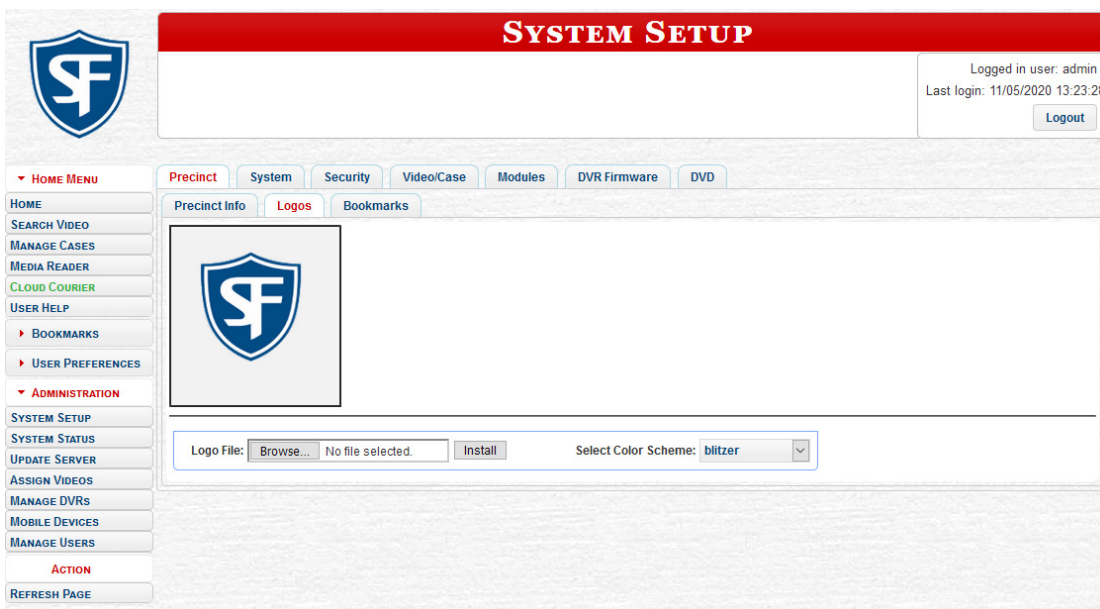 SYSTEM SETUP
Logged in user: admin
Last login: 11/05/2020 13:23:28
Logout
SF
HOME MENU
HOME
SEARCH VIDEO
MANAGE CASES
MEDIA READER
CLOUD COURIER
USER HELP
BOOKMARKS
USER PREFERENCES
ADMINISTRATION
SYSTEM SETUP
SYSTEM STATUS
UPDATE SERVER
ASSIGN VIDEOS
MANAGE DVRS
MOBILE DEVICES
MANAGE USERS
ACTION
REFRESH PAGE
Precinct System Security Video/Case Modules DVR Firmware DVD
Precinct Info Logos Bookmarks
SF
Logo File: Browse... No file selected. Install Select Color Scheme: blitzer